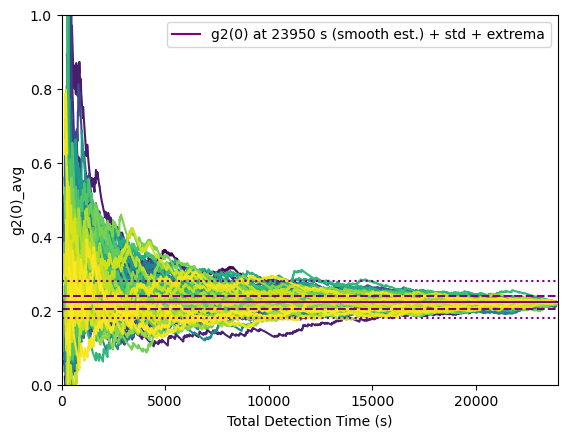 g2(0) at 23950 s (smooth est.) + std + extrema
1.0
0.8
0.6
0.4
0.2
0.0
g2(0)_avg
0 5000 10000 15000 20000
Total Detection Time (s)